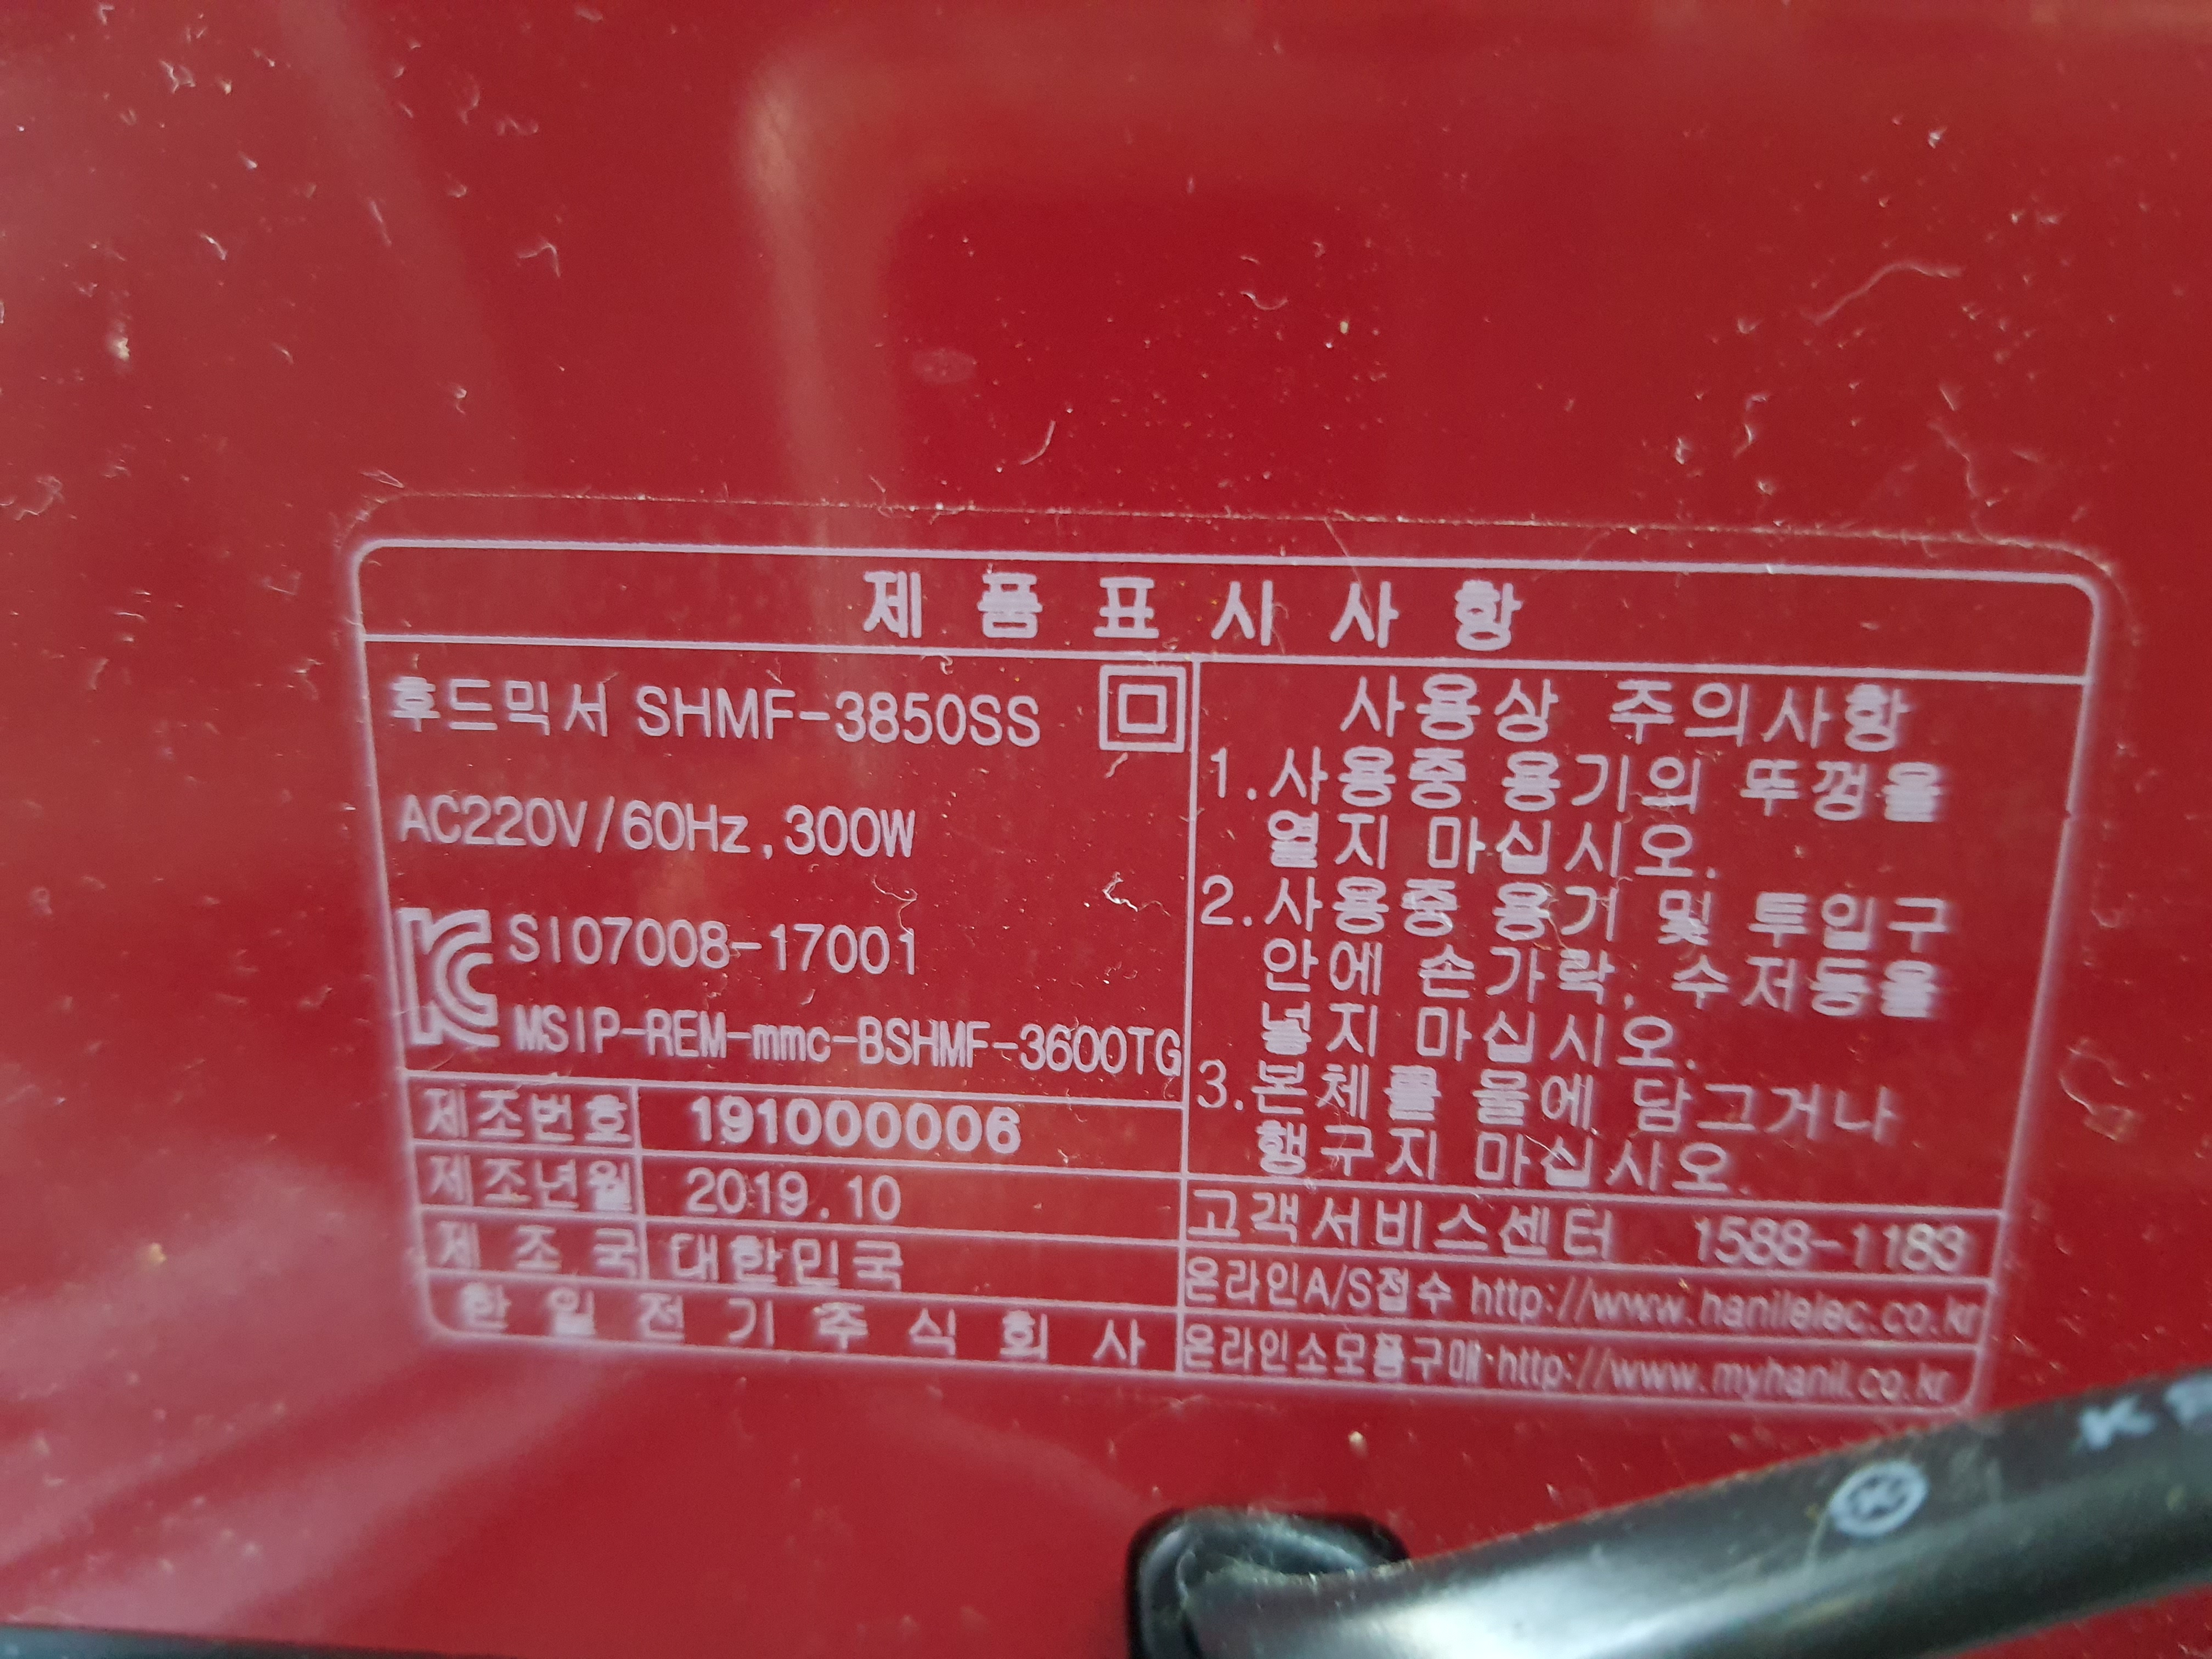 제품표시사항
후드믹서 SHMF-3850SS
AC220V/60Hz,300W
SI07008-17001
MSIP-REM-mmc-BSHMF-3600TG
제조번호 191000006
제조년월 2019.10
제조국 대한민국
한일전기주식회사
사용상 주의사항
1.사용중 용기의 뚜껑을
열지 마십시오.
2.사용중 용거 및 투입구
안에 손가락, 수저등을
넣지 마십시오.
3.본체를 물에 담그거나
행구지 마십시오.
고객서비스센터 1588-1183
온라인A/S접수 http://www.hanilelec.co.kr
온라인소모품구매·http://www.myhanil.co.kr